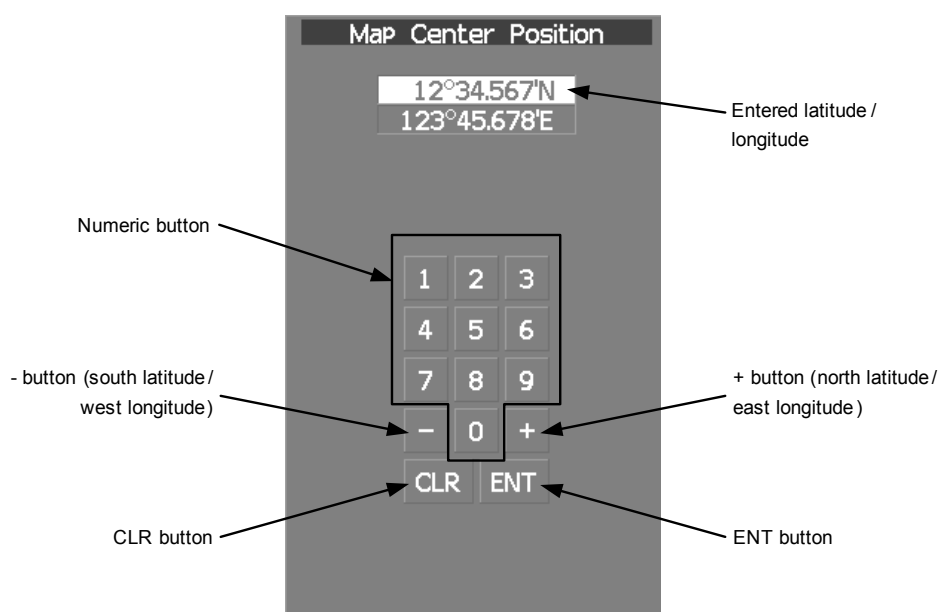 Map Center Position
12°34.567'N
123°45.678'E
Entered latitude /
longitude
Numeric button
1 2 3
4 5 6
7 8 9
- button (south latitude /
west longitude)
+ button (north latitude /
east longitude)
- 0 +
CLR ENT
CLR button
ENT button